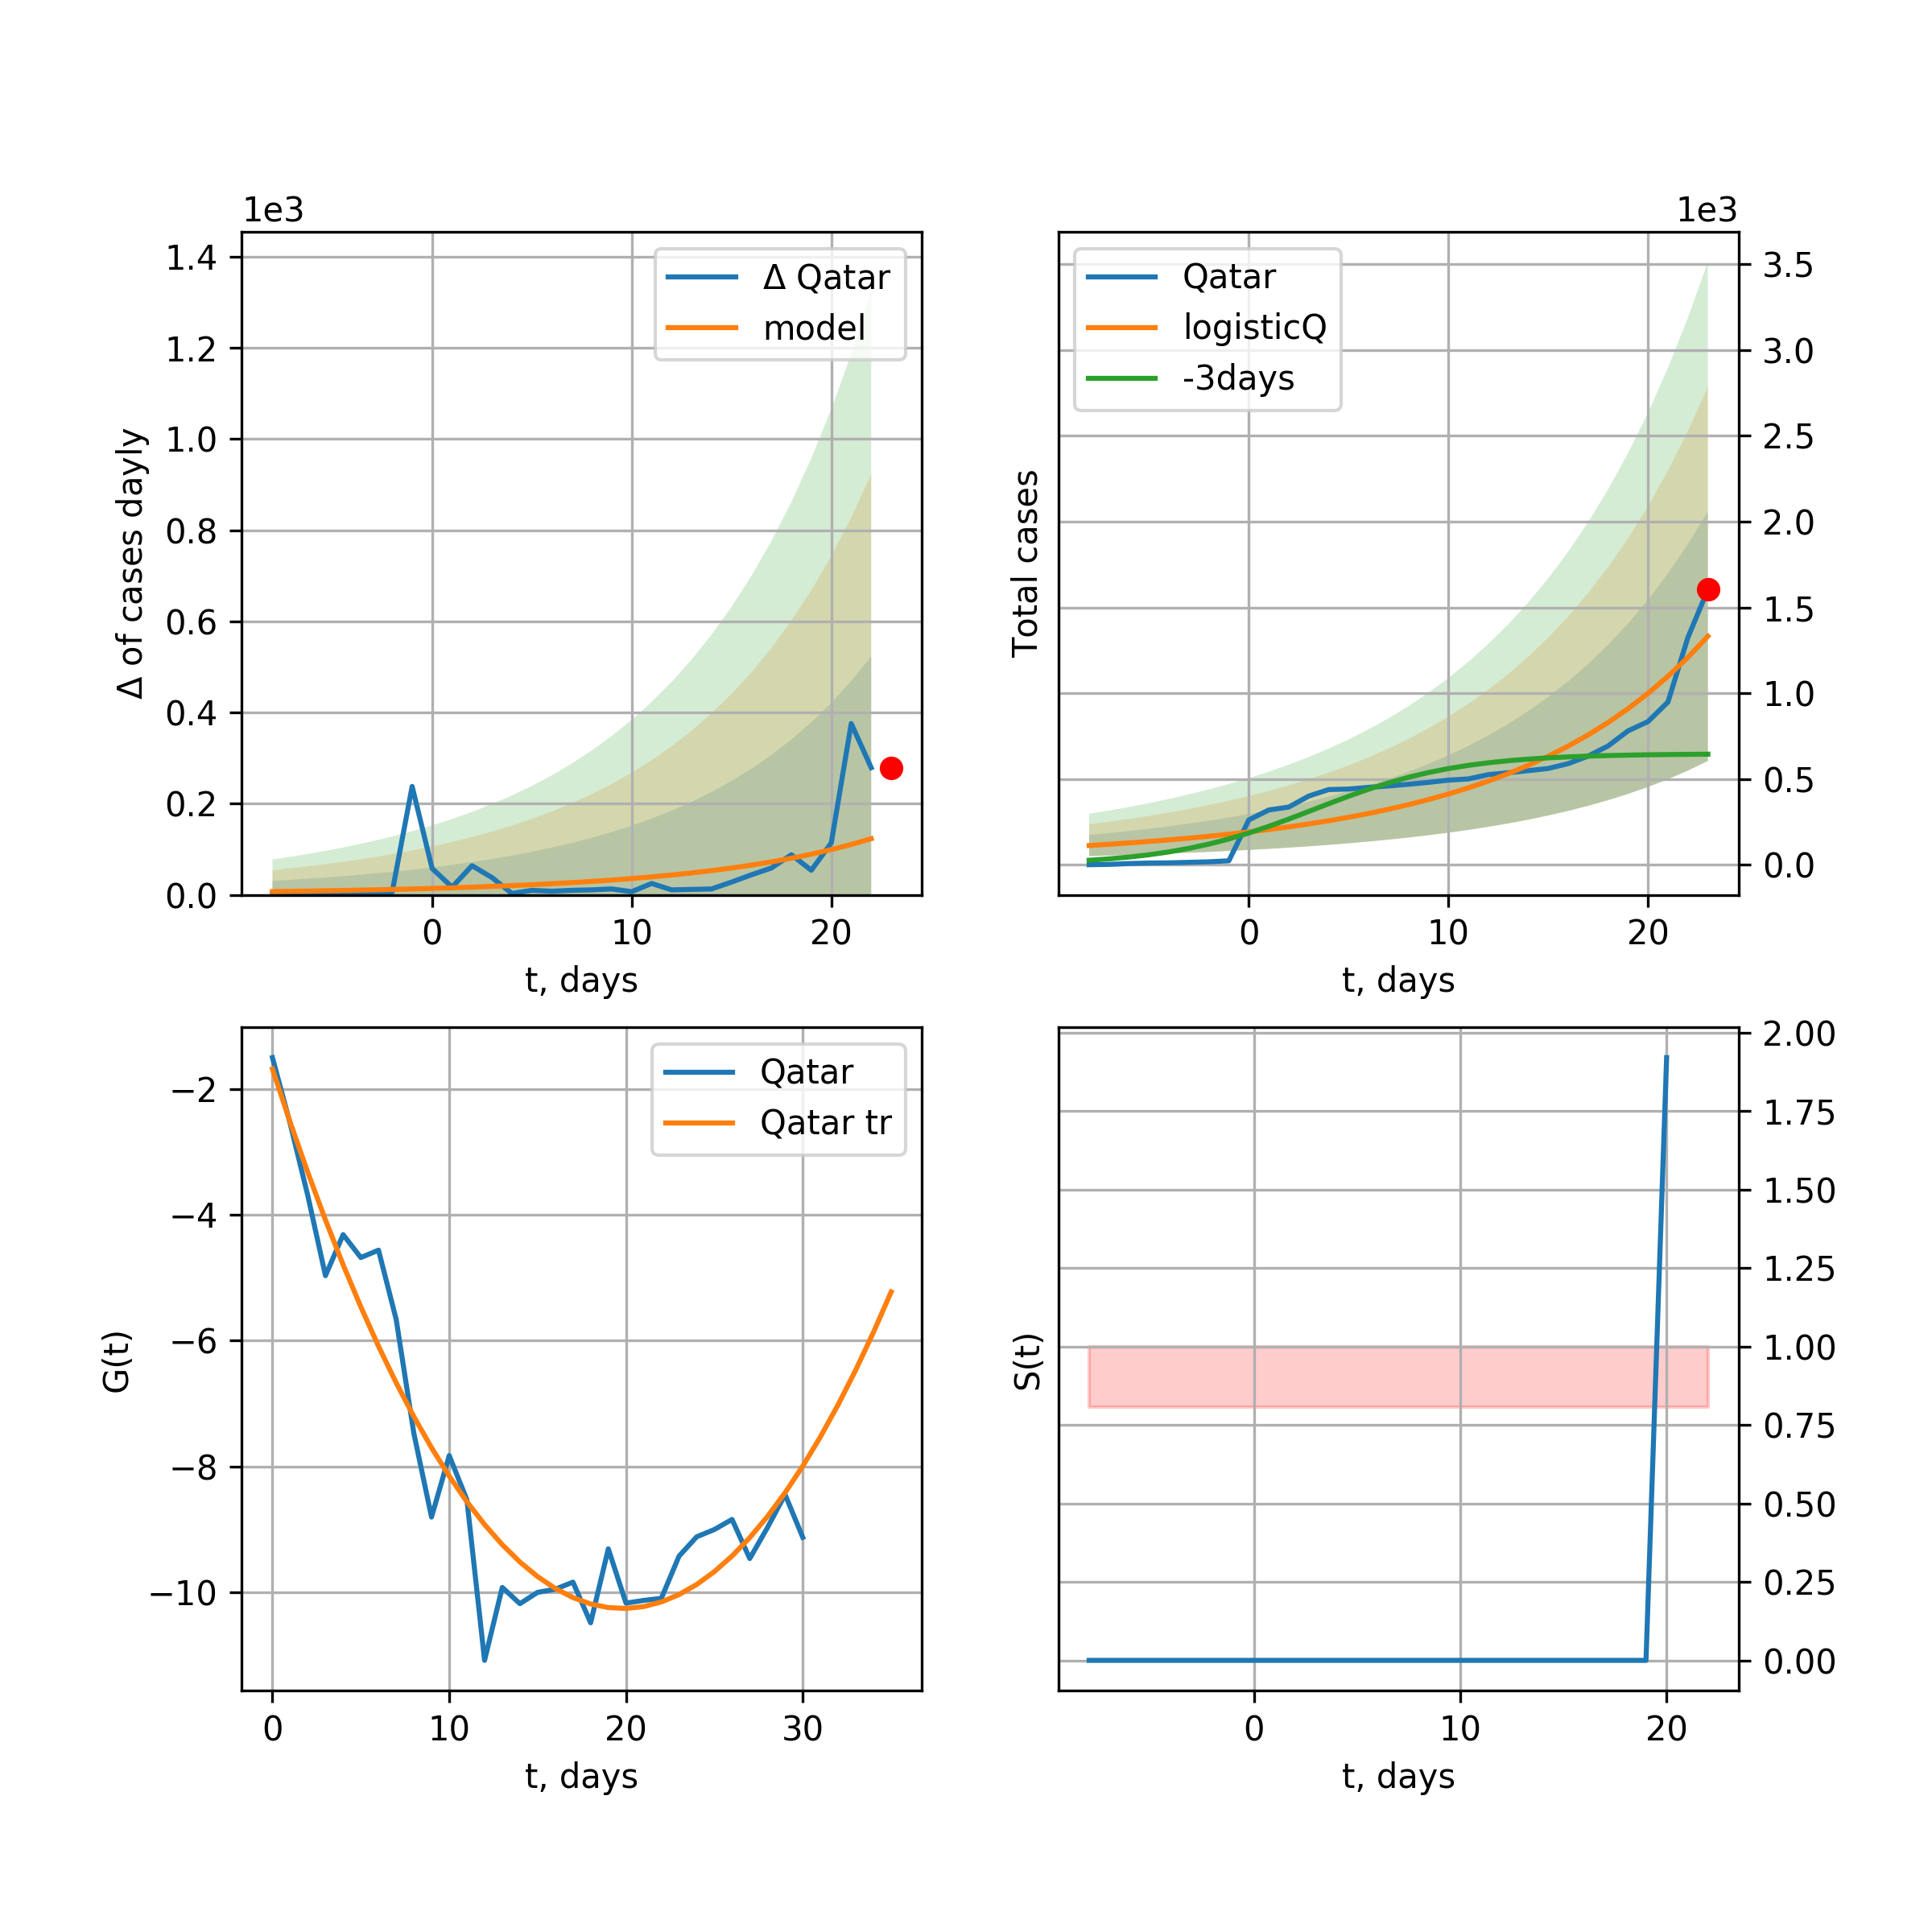 1e3
1.4
1.2
1.0
0.8
0.6
0.4
0.2
0.0
Δ of cases dayly
Δ Qatar
model
0 10 20
t, days
1e3
Total cases
Qatar
logisticQ
-3days
3.5
3.0
2.5
2.0
1.5
1.0
0.5
0.0
0 10 20
t, days
−2
−4
−6
−8
−10
G(t)
Qatar
Qatar tr
0 10 20 30
t, days
S(t)
2.00
1.75
1.50
1.25
1.00
0.75
0.50
0.25
0.00
0 10 20
t, days